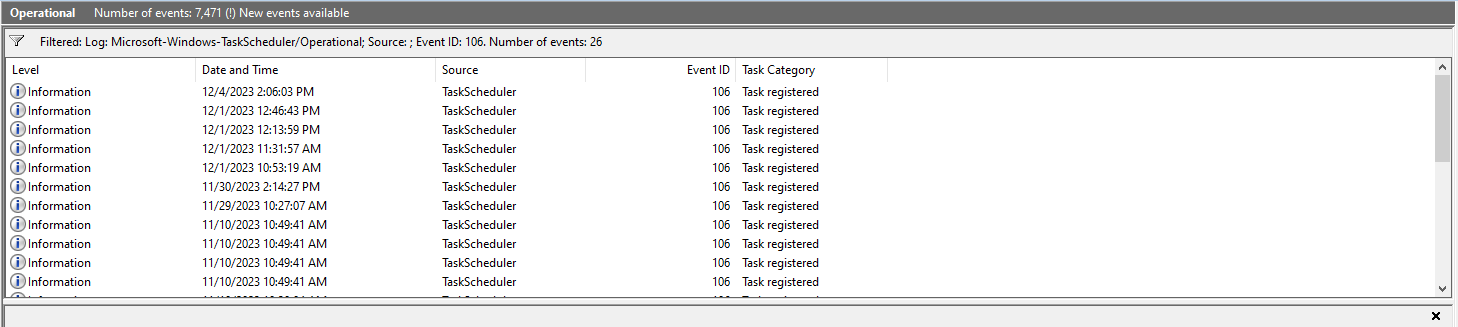 Operational Number of events: 7,471 (!) New events available
Filtered: Log: Microsoft-Windows-TaskScheduler/Operational; Source: ; Event ID: 106. Number of events: 26
Level Date and Time Source Event ID Task Category
Information 12/4/2023 2:06:03 PM TaskScheduler 106 Task registered
Information 12/1/2023 12:46:43 PM TaskScheduler 106 Task registered
Information 12/1/2023 12:13:59 PM TaskScheduler 106 Task registered
Information 12/1/2023 11:31:57 AM TaskScheduler 106 Task registered
Information 12/1/2023 10:53:19 AM TaskScheduler 106 Task registered
Information 11/30/2023 2:14:27 PM TaskScheduler 106 Task registered
Information 11/29/2023 10:27:07 AM TaskScheduler 106 Task registered
Information 11/10/2023 10:49:41 AM TaskScheduler 106 Task registered
Information 11/10/2023 10:49:41 AM TaskScheduler 106 Task registered
Information 11/10/2023 10:49:41 AM TaskScheduler 106 Task registered
Information 11/10/2023 10:49:41 AM TaskScheduler 106 Task registered